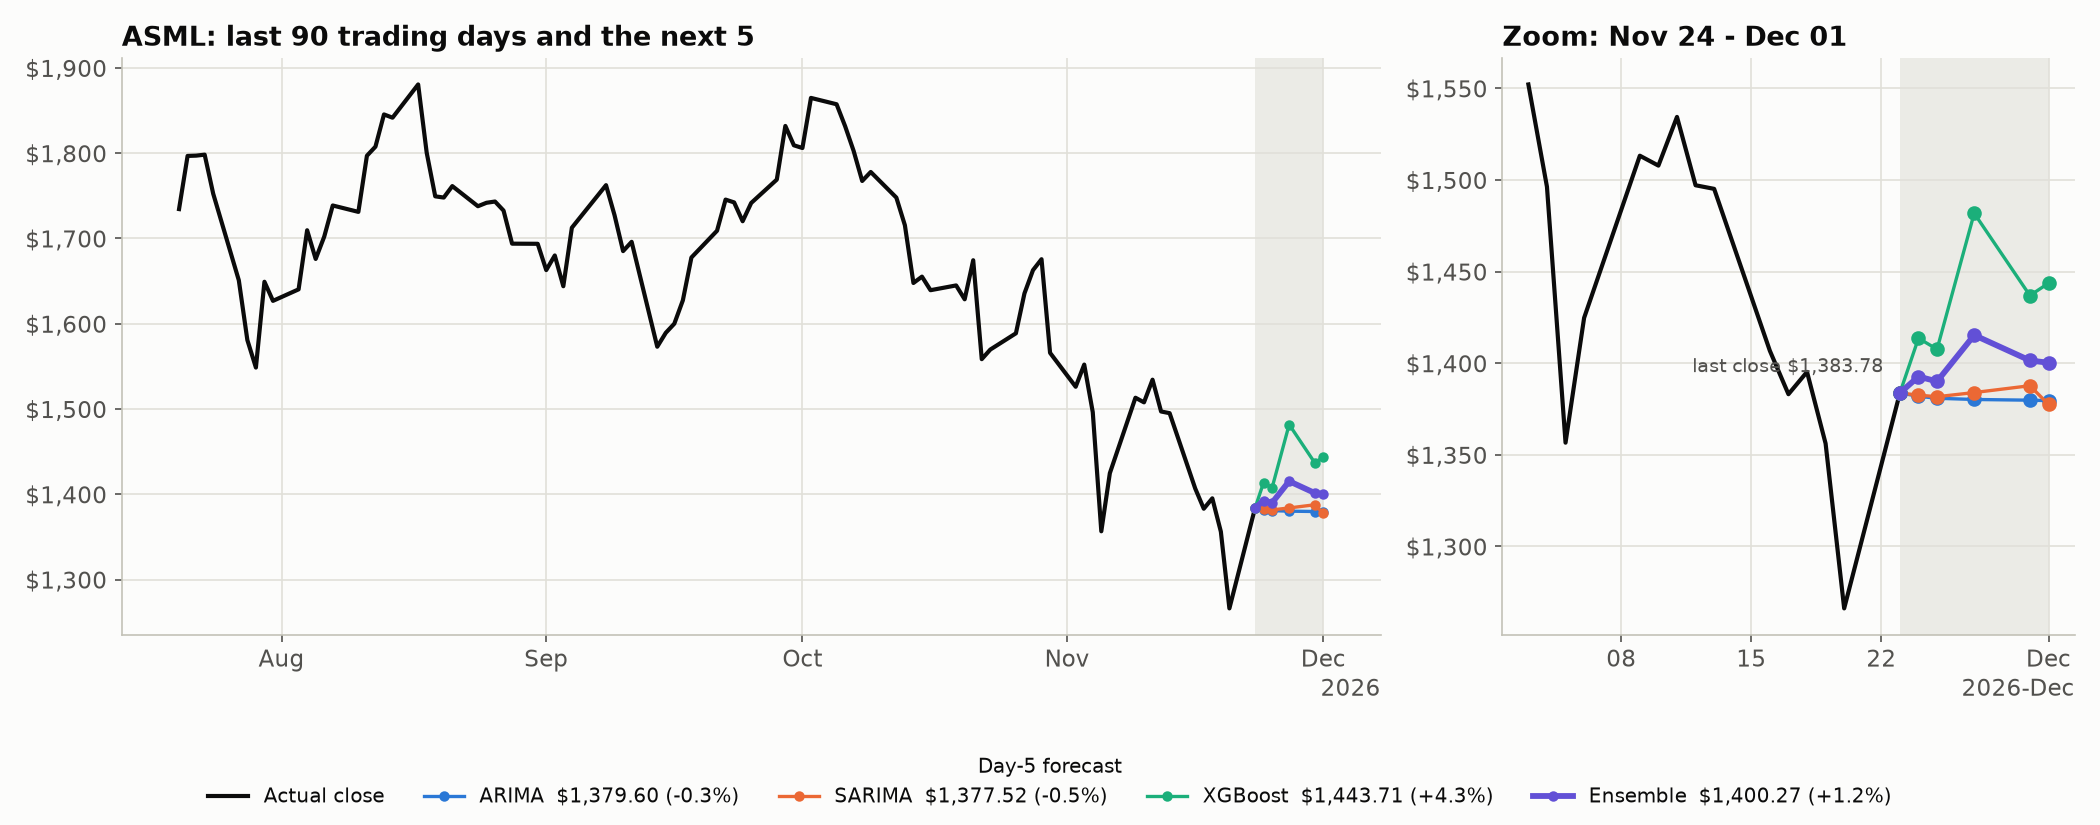 ASML: last 90 trading days and the next 5
$1,900
$1,800
$1,700
$1,600
$1,500
$1,400
$1,300
Aug Sep Oct Nov Dec
2026
Zoom: Nov 24 - Dec 01
$1,550
$1,500
$1,450
$1,400
$1,350
$1,300
last close $1,383.78
08 15 22 Dec
2026-Dec
Day-5 forecast
Actual close ARIMA $1,379.60 (-0.3%) SARIMA $1,377.52 (-0.5%) XGBoost $1,443.71 (+4.3%) Ensemble $1,400.27 (+1.2%)